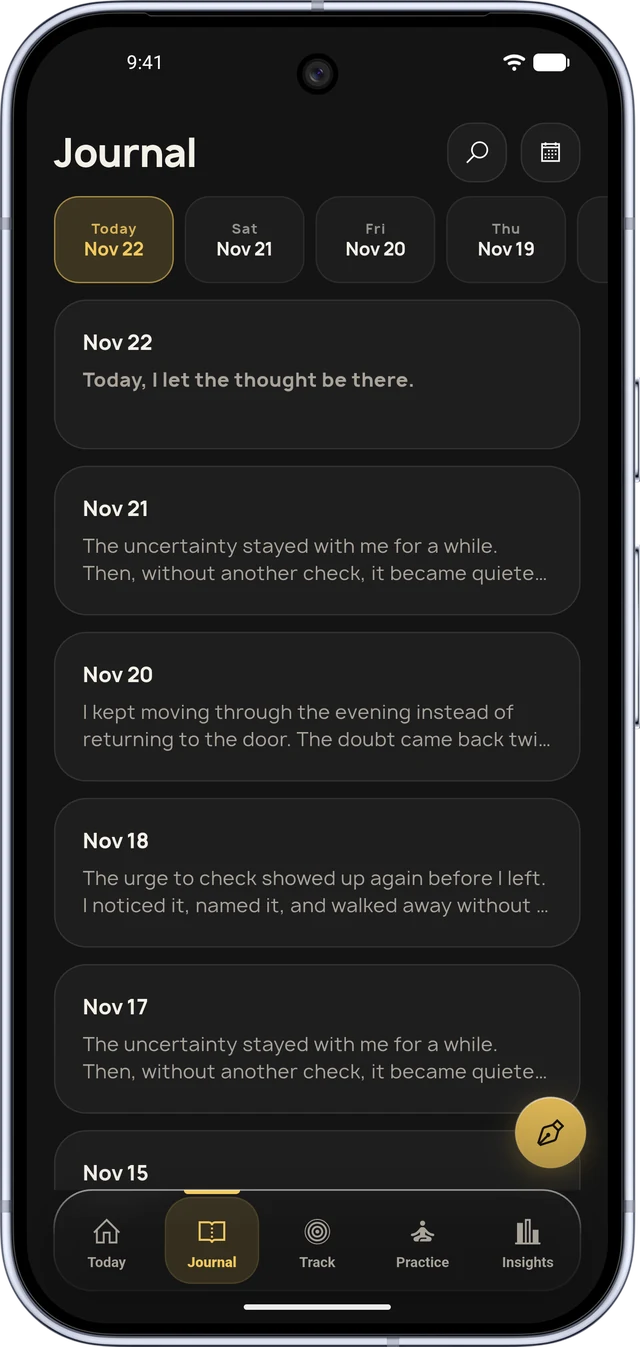 9:41
Journal
Today
Nov 22
Sat
Nov 21
Fri
Nov 20
Thu
Nov 19
Nov 22
Today, I let the thought be there.
Nov 21
The uncertainty stayed with me for a while.
Then, without another check, it became quiete...
Nov 20
I kept moving through the evening instead of
returning to the door. The doubt came back twi...
Nov 18
The urge to check showed up again before I left.
I noticed it, named it, and walked away without ...
Nov 17
The uncertainty stayed with me for a while.
Then, without another check, it became quiete...
Nov 15
Today
Journal
Track
Practice
Insights